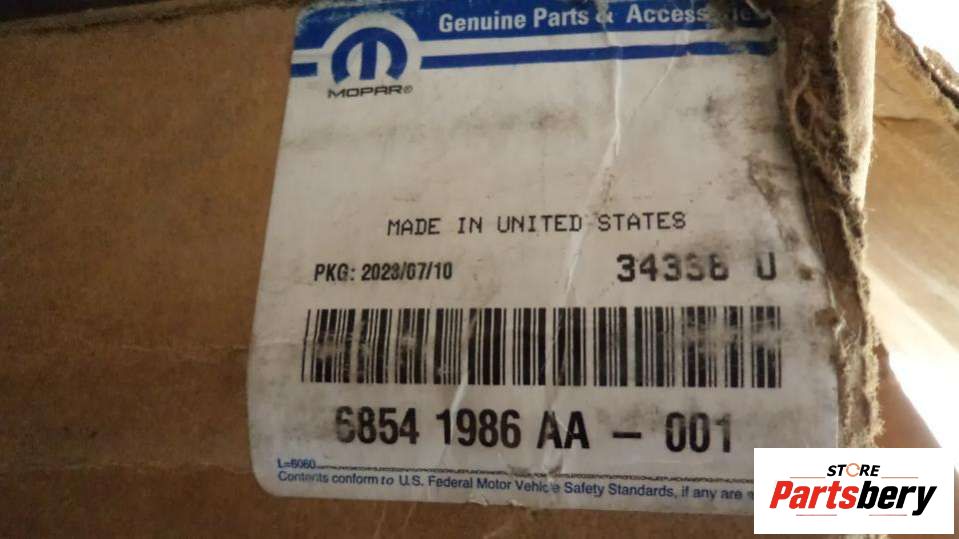 Genuine Parts &
MOPAR®
MADE IN UNITED STATES
PKG: 2023/07/10
U
6854 1986 AA - 001
L=6060
Contents conform to U.S. Federal Motor Vehicle Safety Standards, if any are
STORE
Partsbery